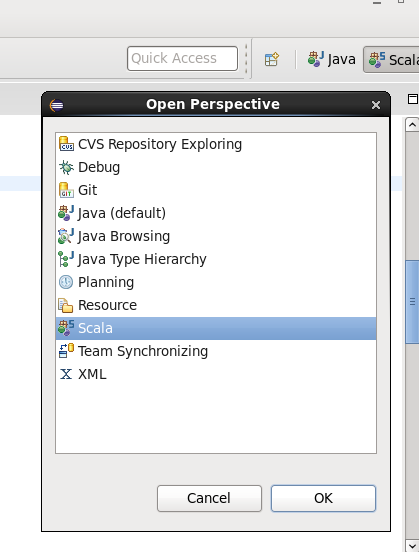 Quick Access
Java
Scala
Open Perspective
CVS Repository Exploring
Debug
Git
Java (default)
Java Browsing
Java Type Hierarchy
Planning
Resource
Scala
Team Synchronizing
XML
Cancel
OK